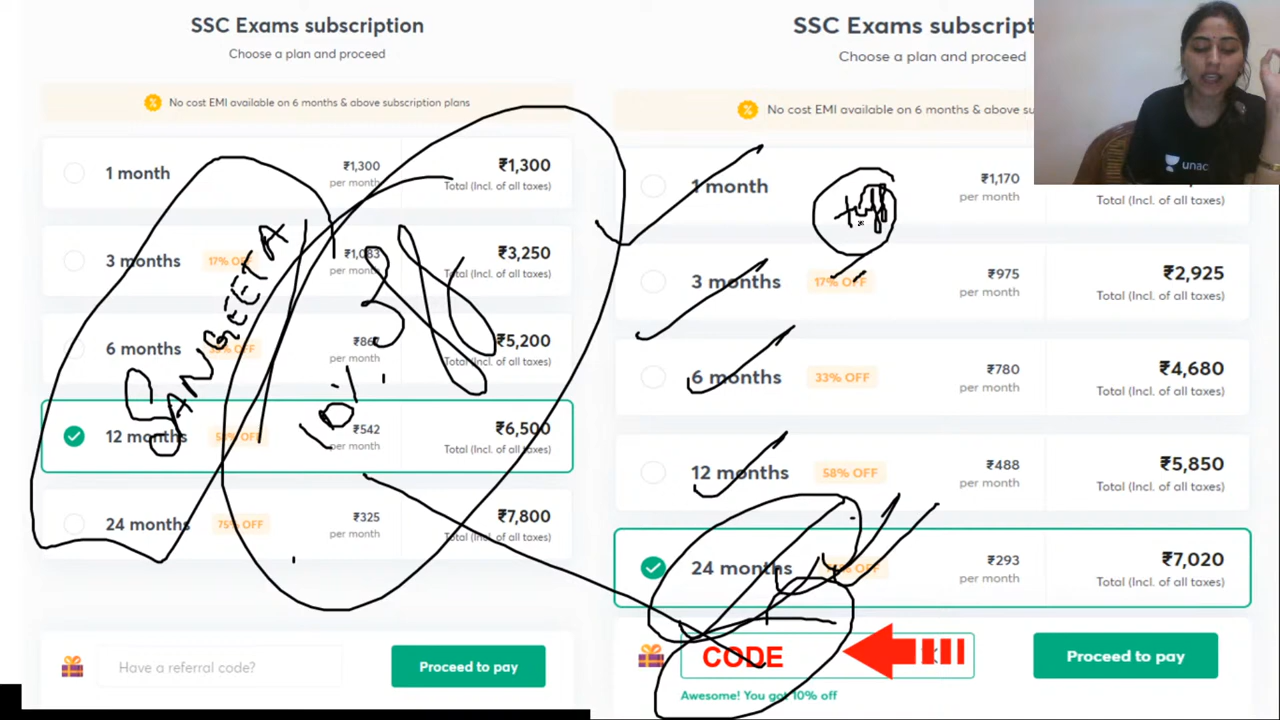 SSC Exams subscription
Choose a plan and proceed
No cost EMI available on 6 months & above subscription plans
1 month ₹1,300 per month ₹1,300 Total (Incl. of all taxes)
3 months 17% OFF ₹1,083 per month ₹3,250 Total (Incl. of all taxes)
6 months 33% OFF ₹867 per month ₹5,200 Total (Incl. of all taxes)
12 months 58% OFF ₹542 per month ₹6,500 Total (Incl. of all taxes)
24 months 75% OFF ₹325 per month ₹7,800 Total (Incl. of all taxes)
Have a referral code? Proceed to pay
SANGEETA
10%.
SSC Exams
Choose a plan and proceed
No cost EMI available on 6 months & above
1 month ₹1,170 per month Total (Incl. of all taxes)
3 months 17% OFF ₹975 per month ₹2,925 Total (Incl. of all taxes)
6 months 33% OFF ₹780 per month ₹4,680 Total (Incl. of all taxes)
12 months 58% OFF ₹488 per month ₹5,850 Total (Incl. of all taxes)
24 months ₹293 per month ₹7,020 Total (Incl. of all taxes)
CODE Proceed to pay
Awesome! You got 10% off
unac